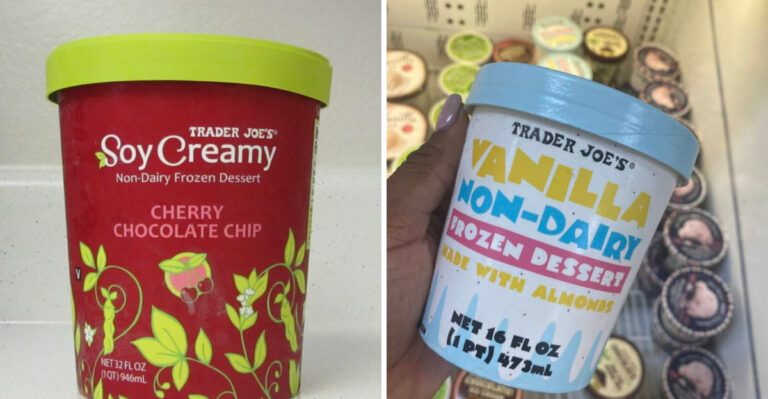 TRADER JOE'S®
Soy Creamy
Non-Dairy Frozen Dessert
CHERRY
CHOCOLATE CHIP
V
NET 32 FL OZ
(1 QT) 946mL
TRADER JOE'S®
VANILLA
NON-DAIRY
FROZEN DESSERT
MADE WITH ALMONDS
NET 16 FL OZ
(1 PT) 473mL